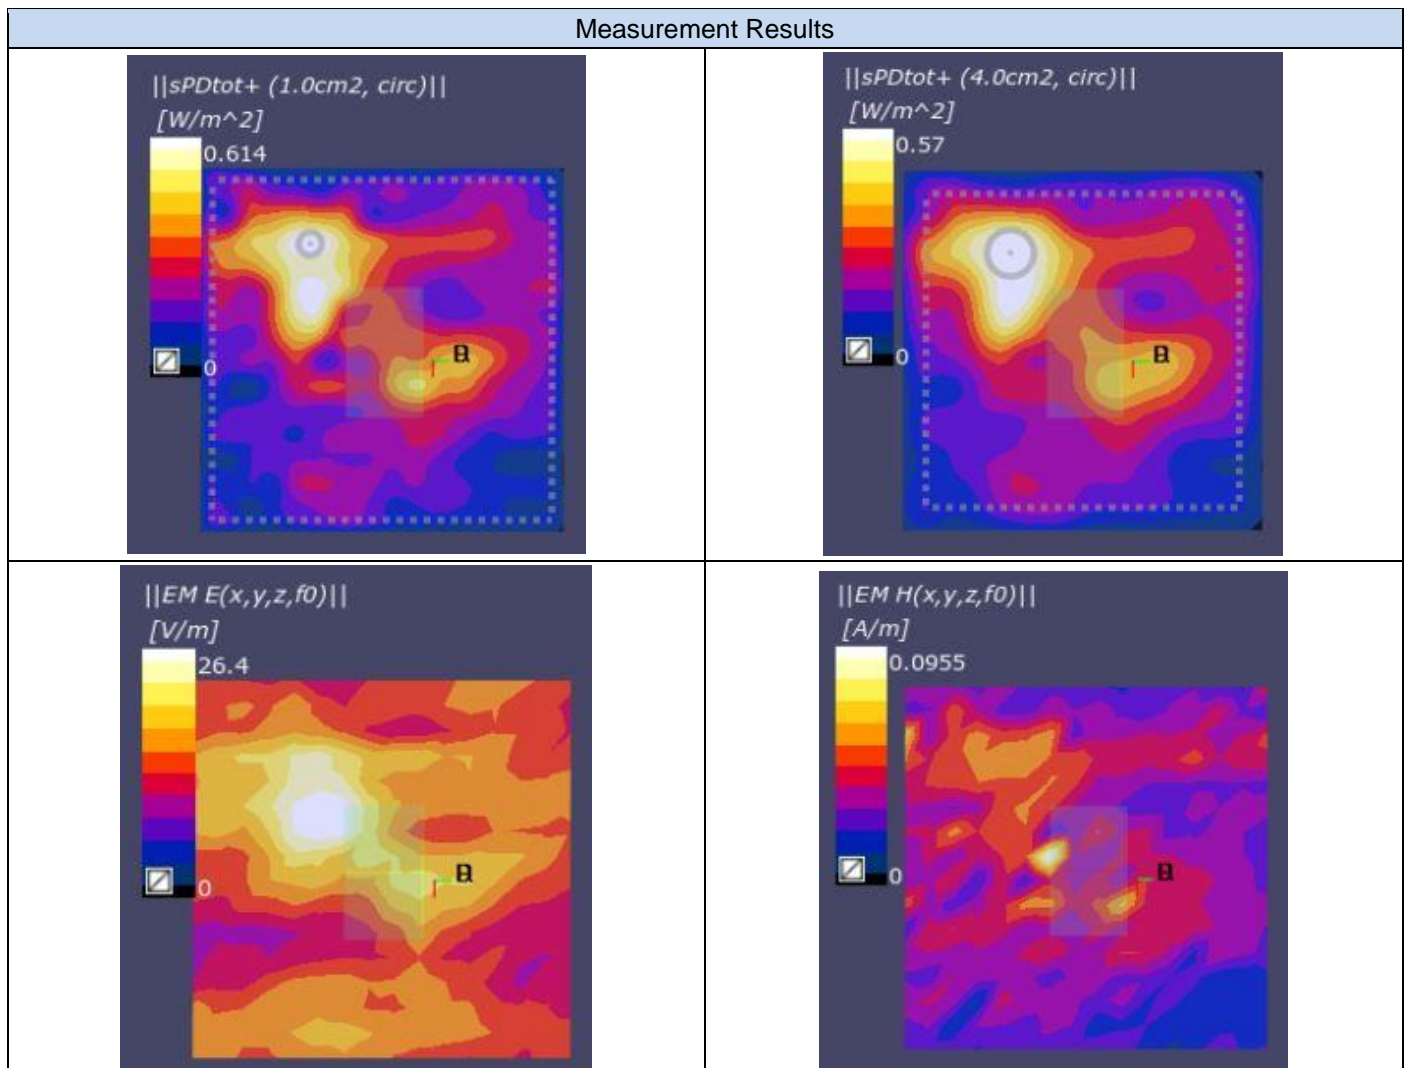 Measurement Results
||sPDtot+ (1.0cm2, circ)||
[W/m^2]
0.614
0
||sPDtot+ (4.0cm2, circ)||
[W/m^2]
0.57
0
||EM E(x,y,z,f0)||
[V/m]
26.4
0
||EM H(x,y,z,f0)||
[A/m]
0.0955
0